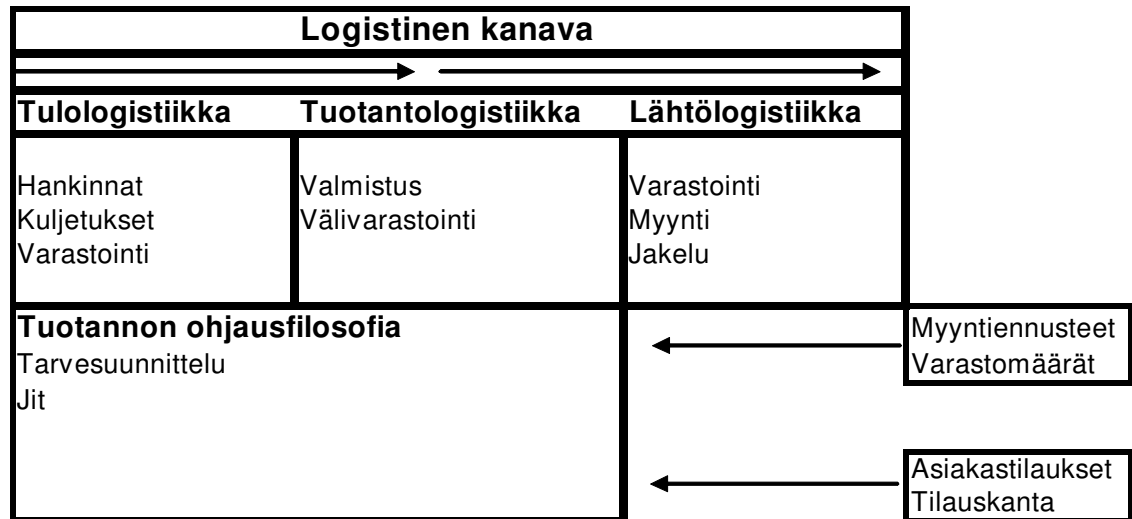 Logistinen kanava
Tulologistiikka
Tuotantologistiikka
Lähtölogistiikka
Hankinnat
Kuljetukset
Varastointi
Valmistus
Välivarastointi
Varastointi
Myynti
Jakelu
Tuotannon ohjausfilosofia
Tarvesuunnittelu
Jit
Myyntiennusteet
Varastomäärät
Asiakastilaukset
Tilauskanta